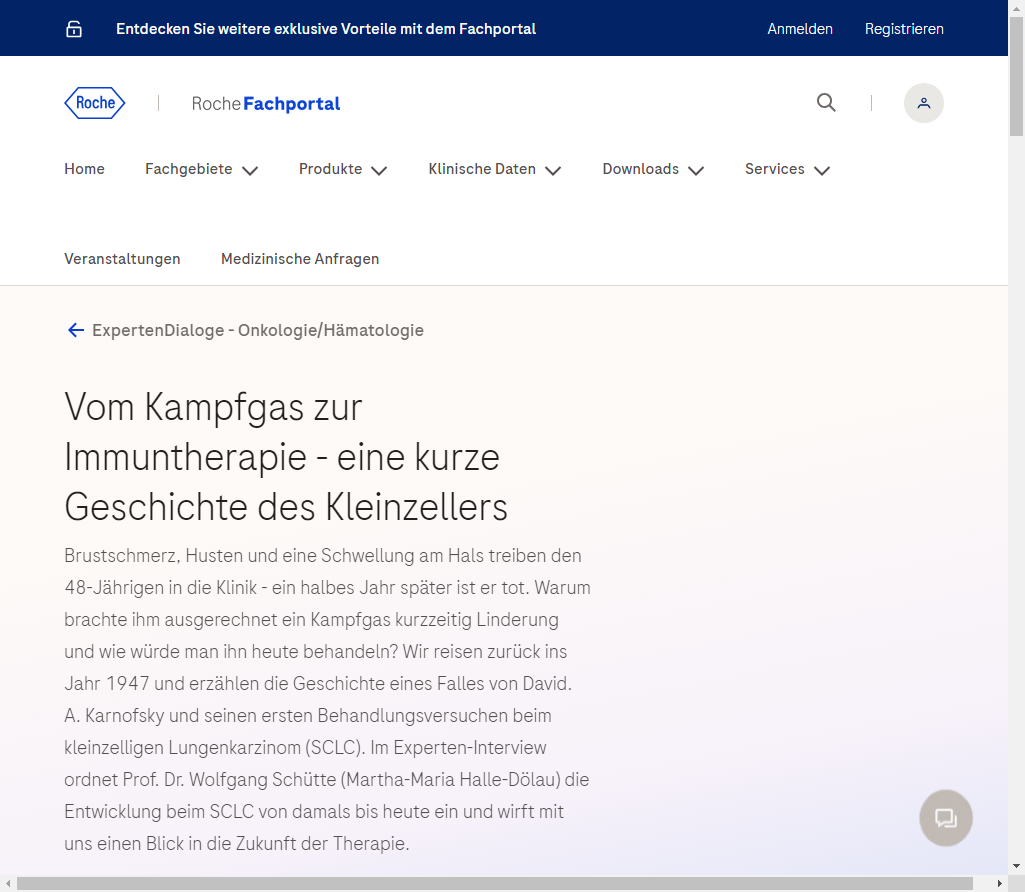 Entdecken Sie weitere exklusive Vorteile mit dem Fachportal
Anmelden
Registrieren
Roche
Roche Fachportal
Home
Fachgebiete
Produkte
Klinische Daten
Downloads
Services
Veranstaltungen
Medizinische Anfragen
ExpertenDialoge - Onkologie/Hämatologie
Vom Kampfgas zur
Immuntherapie - eine kurze
Geschichte des Kleinzellers
Brustschmerz, Husten und eine Schwellung am Hals treiben den
48-Jährigen in die Klinik - ein halbes Jahr später ist er tot. Warum
brachte ihm ausgerechnet ein Kampfgas kurzzeitig Linderung
und wie würde man ihn heute behandeln? Wir reisen zurück ins
Jahr 1947 und erzählen die Geschichte eines Falles von David.
A. Karnofsky und seinen ersten Behandlungsversuchen beim
kleinzelligen Lungenkarzinom (SCLC). Im Experten-Interview
ordnet Prof. Dr. Wolfgang Schütte (Martha-Maria Halle-Dölau) die
Entwicklung beim SCLC von damals bis heute ein und wirft mit
uns einen Blick in die Zukunft der Therapie.